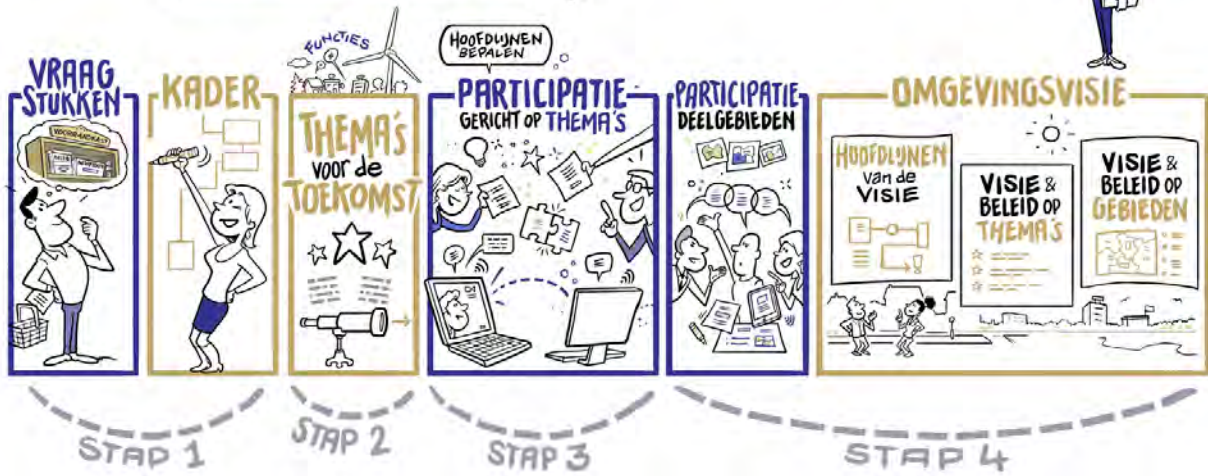 FUNCTIES
HOOFDLIJNEN
BEPALEN
VRAAG
STUKKEN
KADER
THEMA'S
voor de
TOEKOMST
PARTICIPATIE
GERICHT OP THEMA'S
PARTICIPATIE
DEELGEBIEDEN
OMGEVINGSVISIE
HOOFDLIJNEN
van de
VISIE
VISIE &
BELEID OP
THEMA'S
VISIE &
BELEID OP
GEBIEDEN
STAP 1
STAP 2
STAP 3
STAP 4